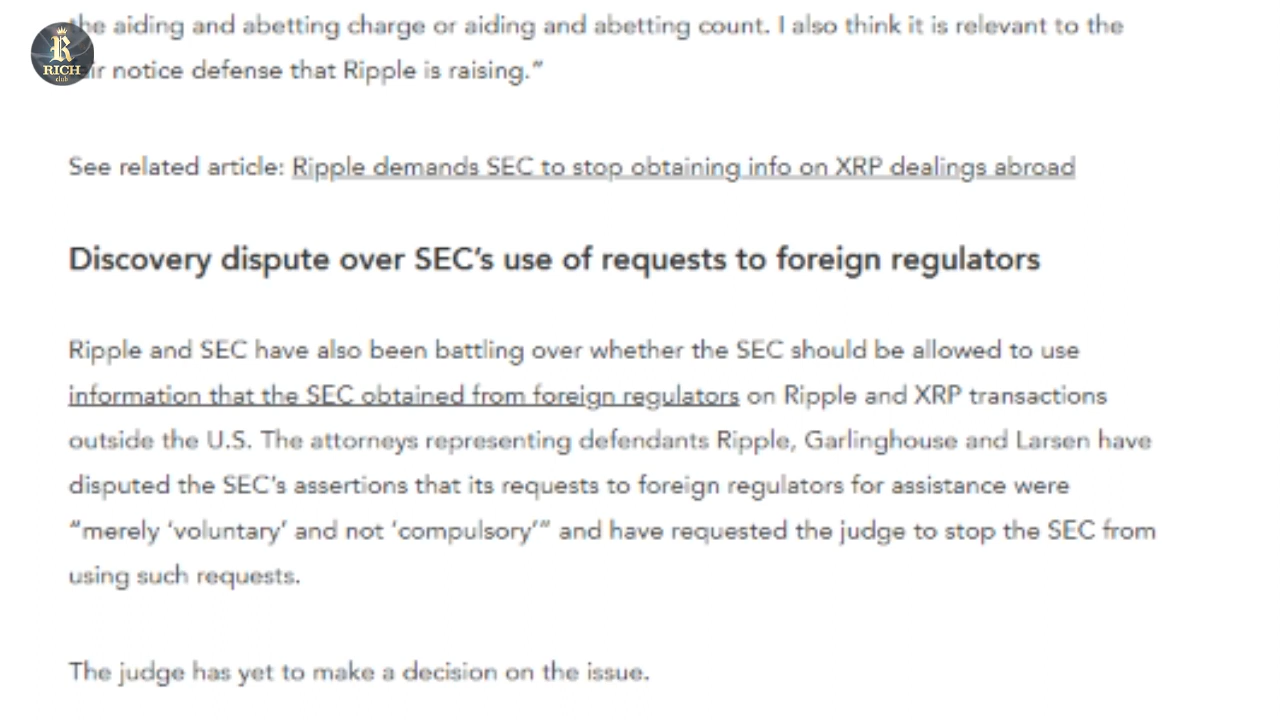 the aiding and abetting charge or aiding and abetting count. I also think it is relevant to the
R
RICH
club
ir notice defense that Ripple is raising.”
See related article: Ripple demands SEC to stop obtaining info on XRP dealings abroad
Discovery dispute over SEC’s use of requests to foreign regulators
Ripple and SEC have also been battling over whether the SEC should be allowed to use
information that the SEC obtained from foreign regulators on Ripple and XRP transactions
outside the U.S. The attorneys representing defendants Ripple, Garlinghouse and Larsen have
disputed the SEC’s assertions that its requests to foreign regulators for assistance were
“merely ‘voluntary’ and not ‘compulsory’” and have requested the judge to stop the SEC from
using such requests.
The judge has yet to make a decision on the issue.